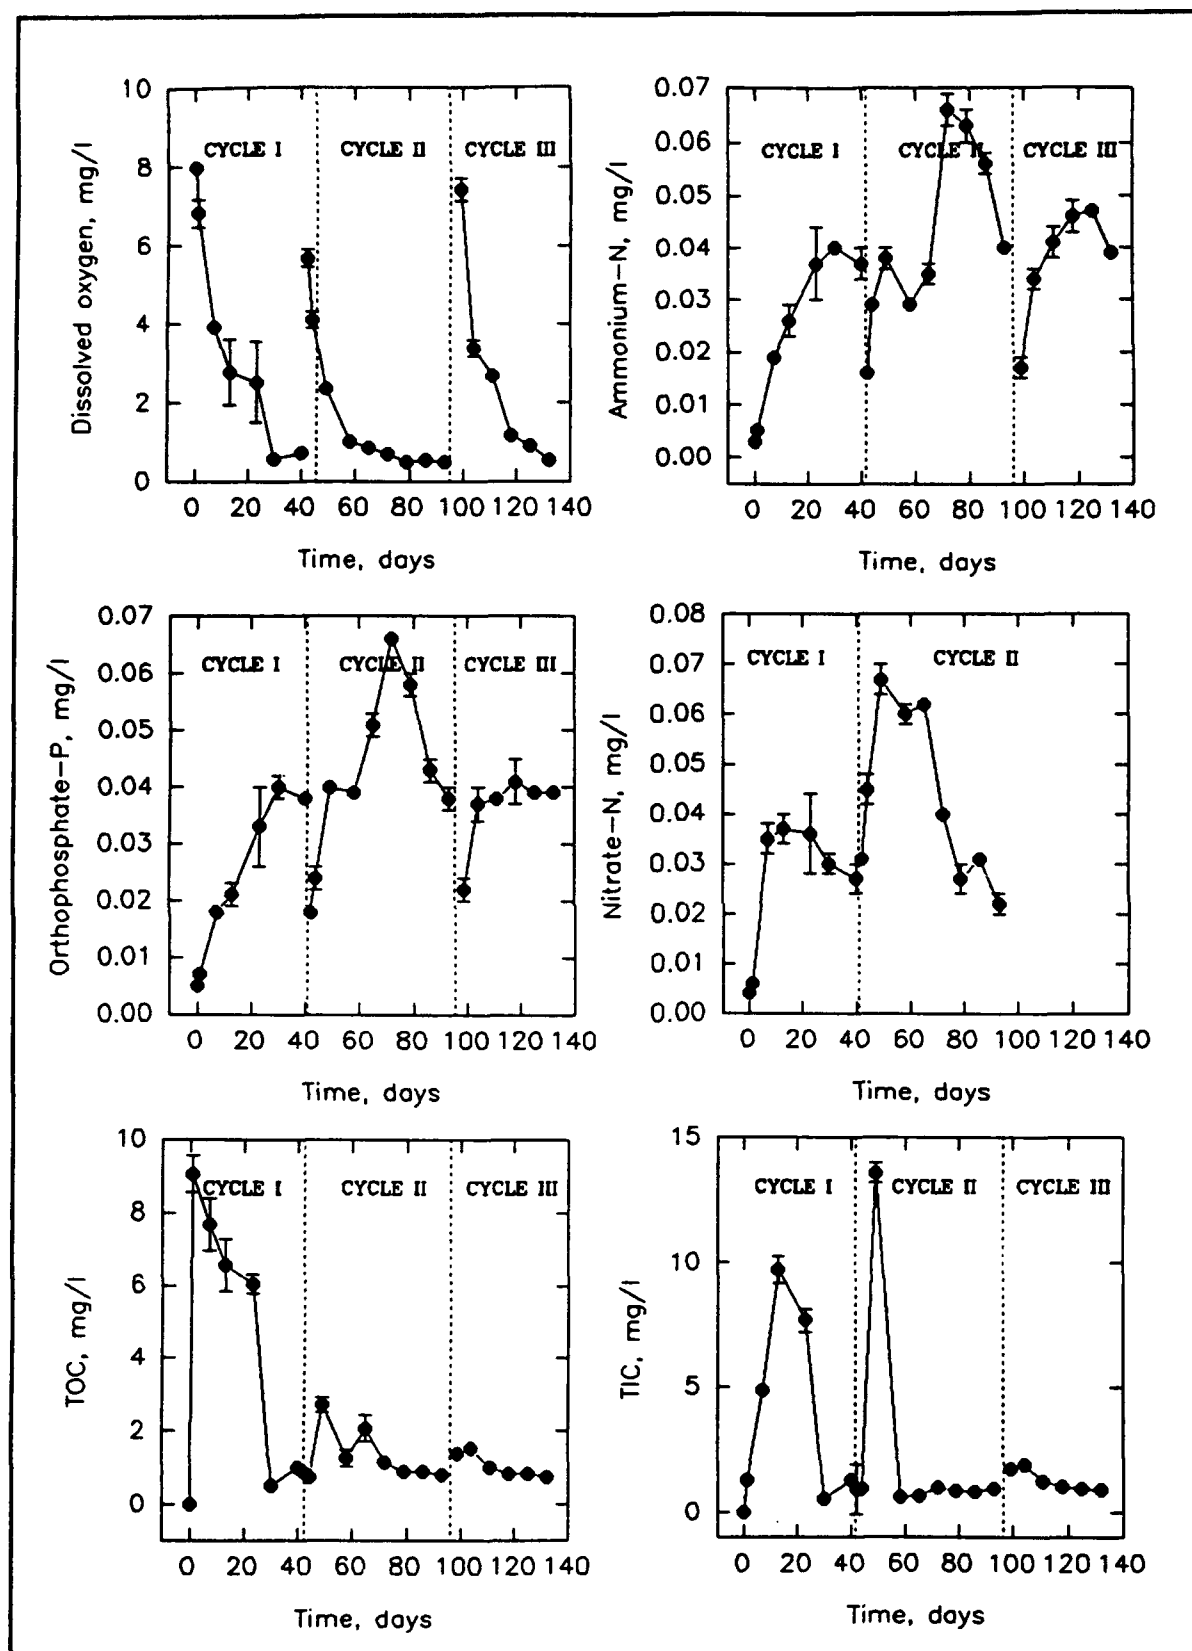 10
8
6
4
2
0
Dissolved oxygen, mg/l
CYCLE I
CYCLE II
CYCLE III
0 20 40 60 80 100 120 140
Time, days
0.07
0.06
0.05
0.04
0.03
0.02
0.01
0.00
Ammonium-N, mg/l
CYCLE I
CYCLE II
CYCLE III
0 20 40 60 80 100 120 140
Time, days
0.07
0.06
0.05
0.04
0.03
0.02
0.01
0.00
Orthophosphate-P, mg/l
CYCLE I
CYCLE II
CYCLE III
0 20 40 60 80 100 120 140
Time, days
0.08
0.07
0.06
0.05
0.04
0.03
0.02
0.01
0.00
Nitrate-N, mg/l
CYCLE I
CYCLE II
0 20 40 60 80 100 120 140
Time, days
10
8
6
4
2
0
TOC, mg/l
CYCLE I
CYCLE II
CYCLE III
0 20 40 60 80 100 120 140
Time, days
15
10
5
0
TIC, mg/l
CYCLE I
CYCLE II
CYCLE III
0 20 40 60 80 100 120 140
Time, days